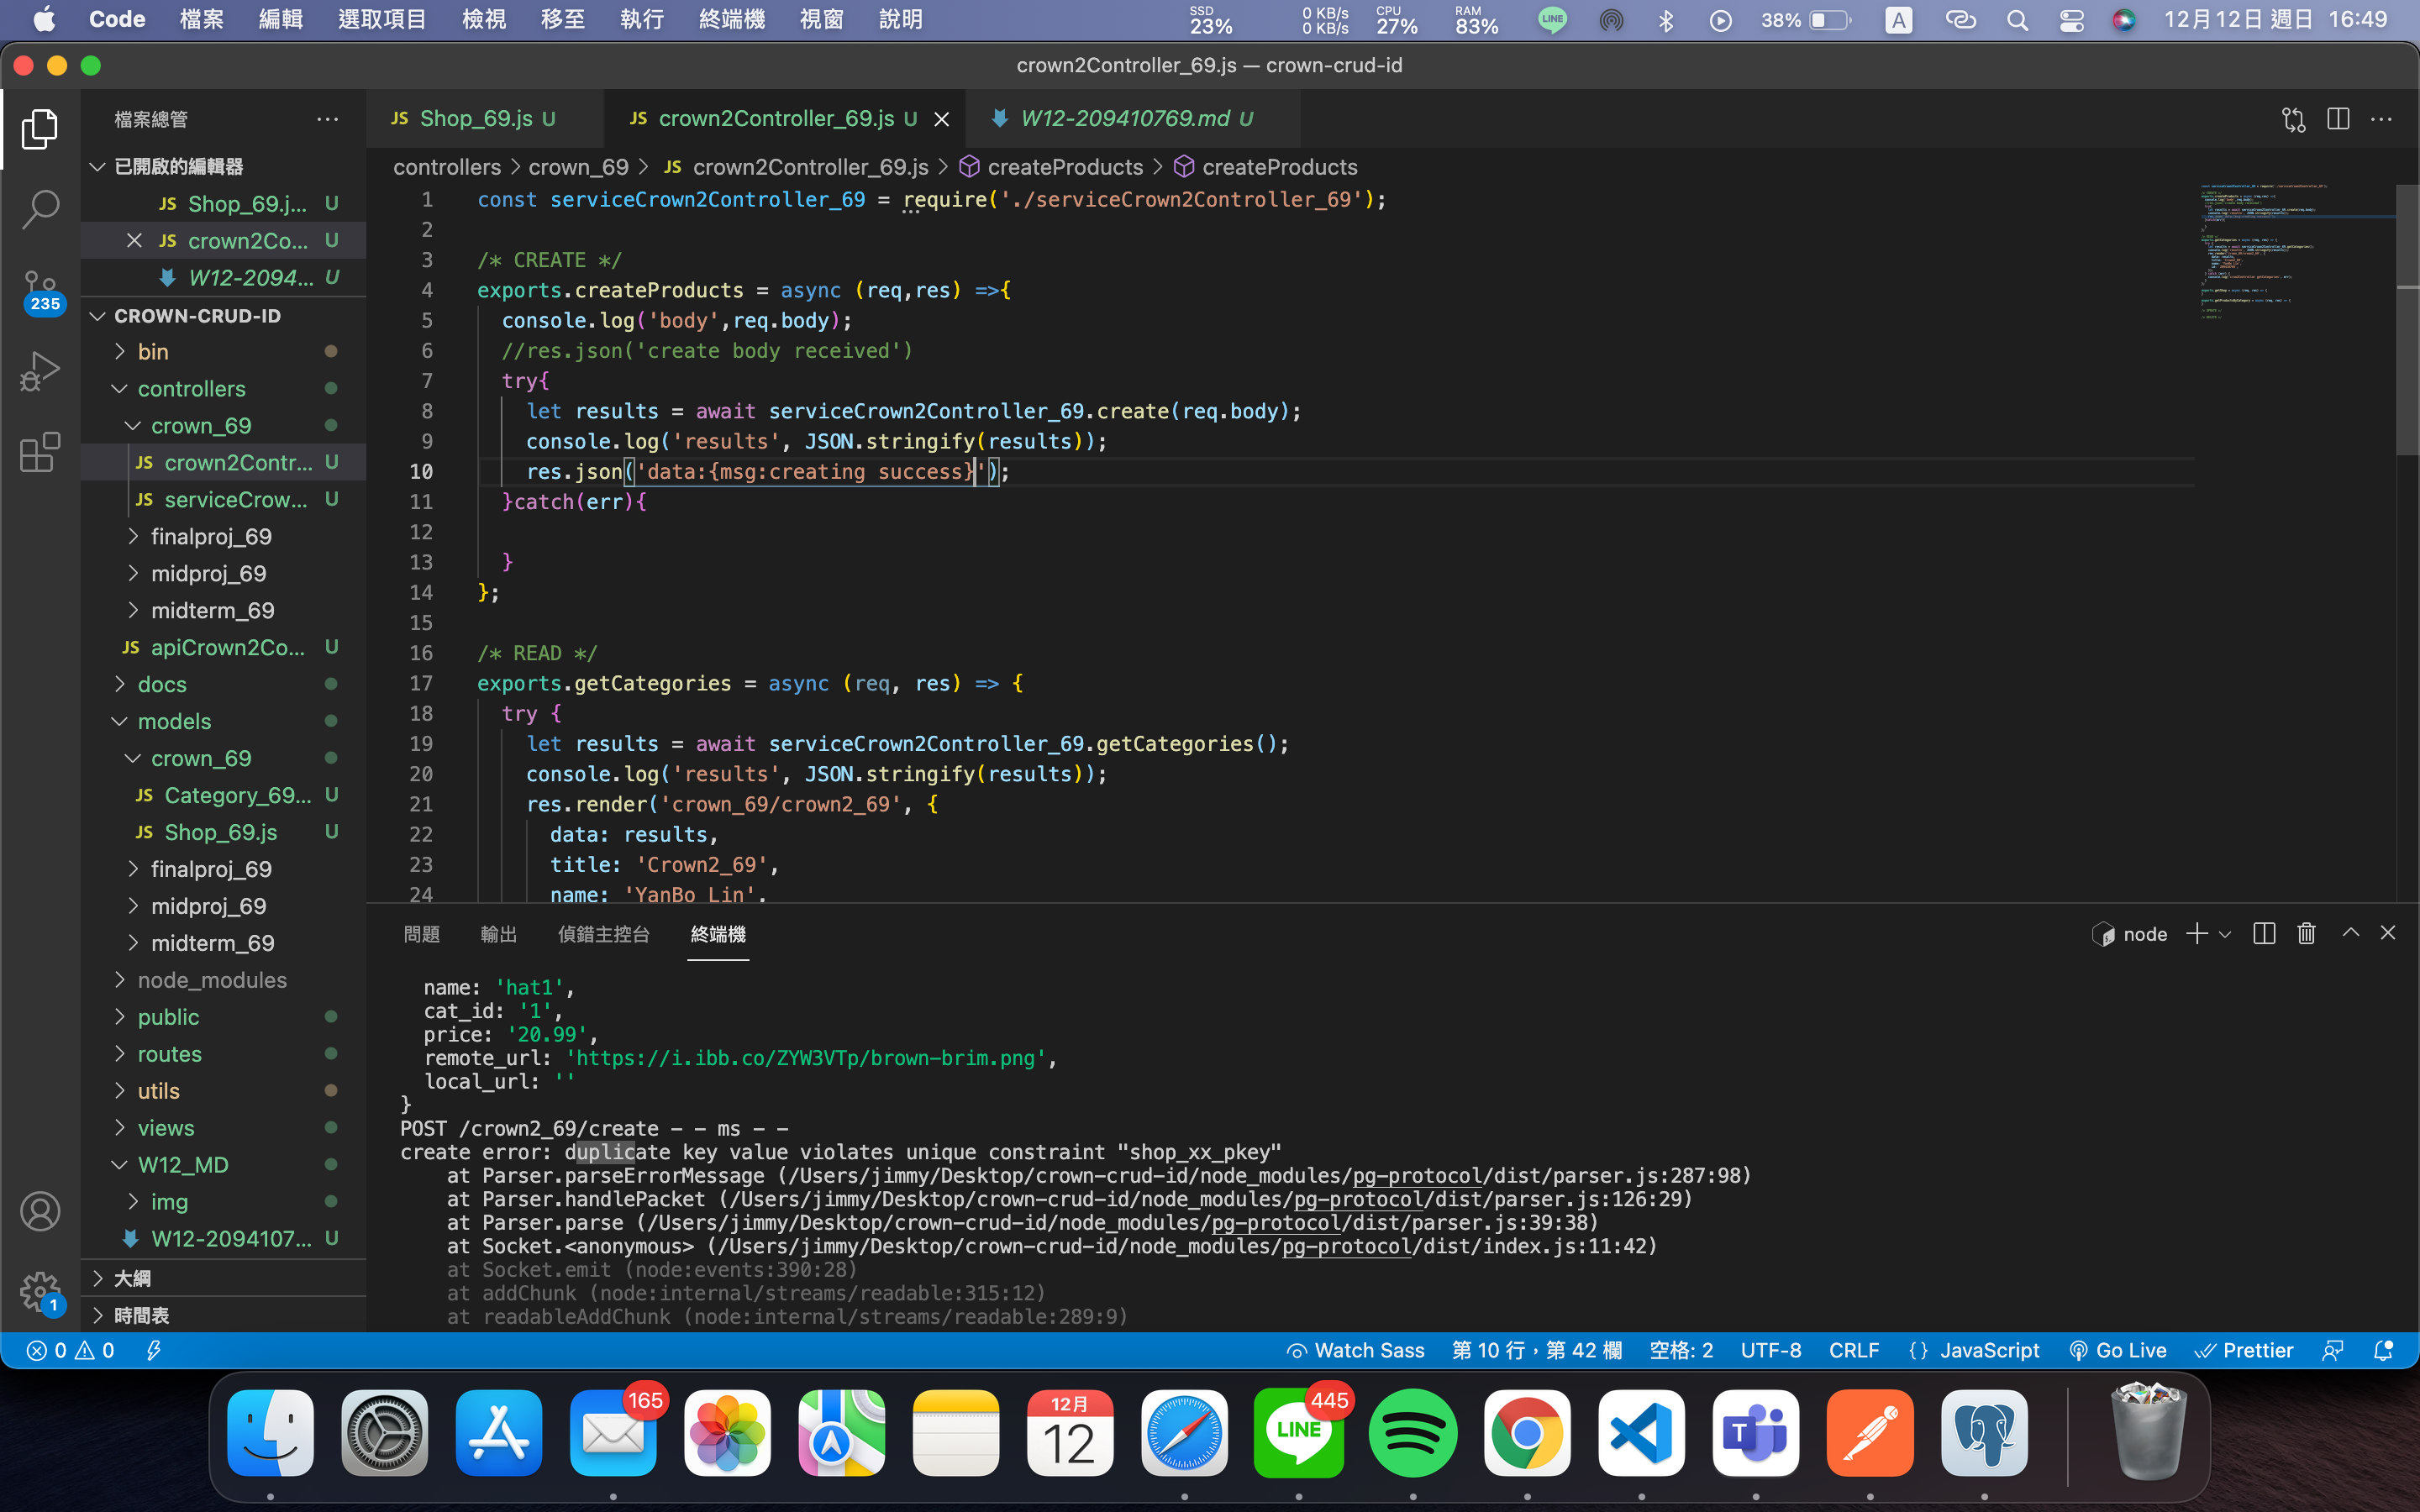 Code 檔案 編輯 選取項目 檢視 移至 執行 終端機 視窗 說明 SSD 23% 0 KB/s 0 KB/s CPU 27% RAM 83% LINE 38% A 12月12日 週日 16:49
crown2Controller_69.js — crown-crud-id
檔案總管
JS Shop_69.js U JS crown2Controller_69.js U W12-209410769.md U
已開啟的編輯器
JS Shop_69.j... U
JS crown2Co... U
W12-2094... U
235
CROWN-CRUD-ID
bin
controllers
crown_69
JS crown2Contr... U
JS serviceCrow... U
finalproj_69
midproj_69
midterm_69
JS apiCrown2Co... U
docs
models
crown_69
JS Category_69... U
JS Shop_69.js U
finalproj_69
midproj_69
midterm_69
node_modules
public
routes
utils
views
W12_MD
img
W12-2094107... U
大綱
1
時間表
controllers > crown_69 > JS crown2Controller_69.js > createProducts > createProducts
1 const serviceCrown2Controller_69 = require('./serviceCrown2Controller_69');
2
3 /* CREATE */
4 exports.createProducts = async (req,res) =>{
5 console.log('body',req.body);
6 //res.json('create body received')
7 try{
8 let results = await serviceCrown2Controller_69.create(req.body);
9 console.log('results', JSON.stringify(results));
10 res.json('data:{msg:creating success}');
11 }catch(err){
12
13 }
14 };
15
16 /* READ */
17 exports.getCategories = async (req, res) => {
18 try {
19 let results = await serviceCrown2Controller_69.getCategories();
20 console.log('results', JSON.stringify(results));
21 res.render('crown_69/crown2_69', {
22 data: results,
23 title: 'Crown2_69',
24 name: 'YanBo Lin',
問題 輸出 偵錯主控台 終端機 node
name: 'hat1',
cat_id: '1',
price: '20.99',
remote_url: 'https://i.ibb.co/ZYW3VTp/brown-brim.png',
local_url: ''
}
POST /crown2_69/create - - ms - -
create error: duplicate key value violates unique constraint "shop_xx_pkey"
at Parser.parseErrorMessage (/Users/jimmy/Desktop/crown-crud-id/node_modules/pg-protocol/dist/parser.js:287:98)
at Parser.handlePacket (/Users/jimmy/Desktop/crown-crud-id/node_modules/pg-protocol/dist/parser.js:126:29)
at Parser.parse (/Users/jimmy/Desktop/crown-crud-id/node_modules/pg-protocol/dist/parser.js:39:38)
at Socket.<anonymous> (/Users/jimmy/Desktop/crown-crud-id/node_modules/pg-protocol/dist/index.js:11:42)
at Socket.emit (node:events:390:28)
at addChunk (node:internal/streams/readable:315:12)
at readableAddChunk (node:internal/streams/readable:289:9)
0 0 Watch Sass 第 10 行，第 42 欄 空格: 2 UTF-8 CRLF {} JavaScript Go Live Prettier
165 12月 12 LINE 445 T